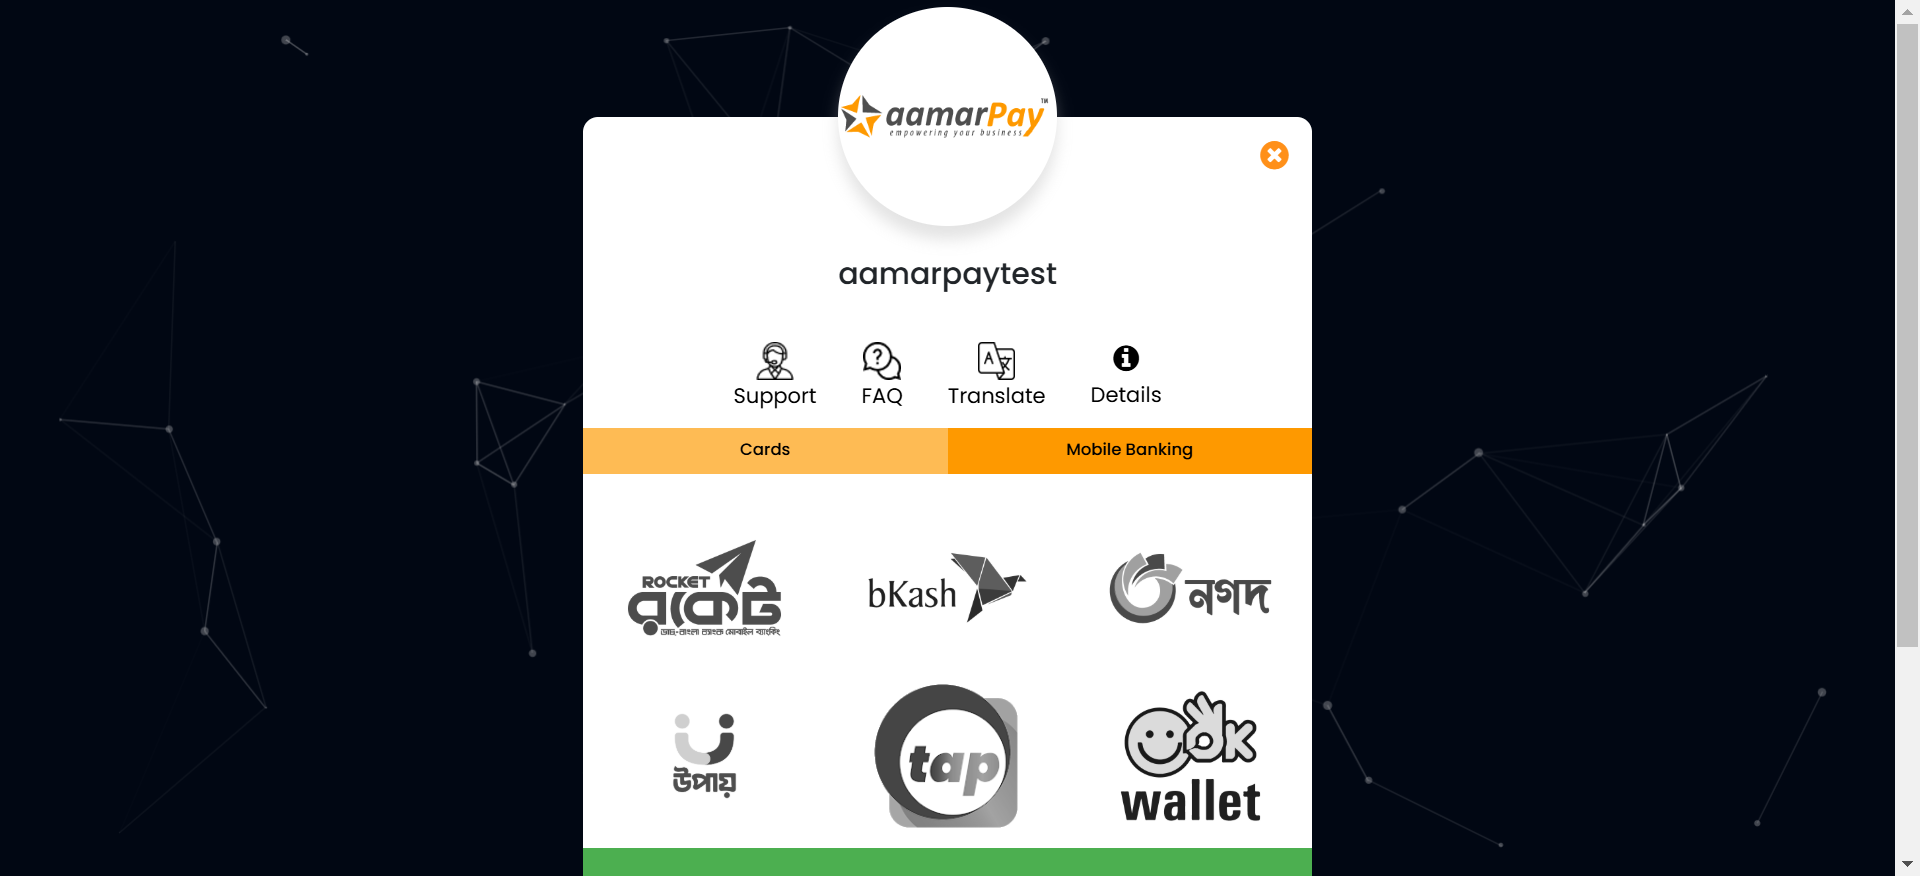 aamarPay™
empowering your business
aamarpaytest
Support
FAQ
Translate
Details
Cards
Mobile Banking
ROCKET
রকেট
ডাচ্-বাংলা ব্যাংক মোবাইল ব্যাংকিং
bKash
নগদ
উপায়
tap
ok
wallet